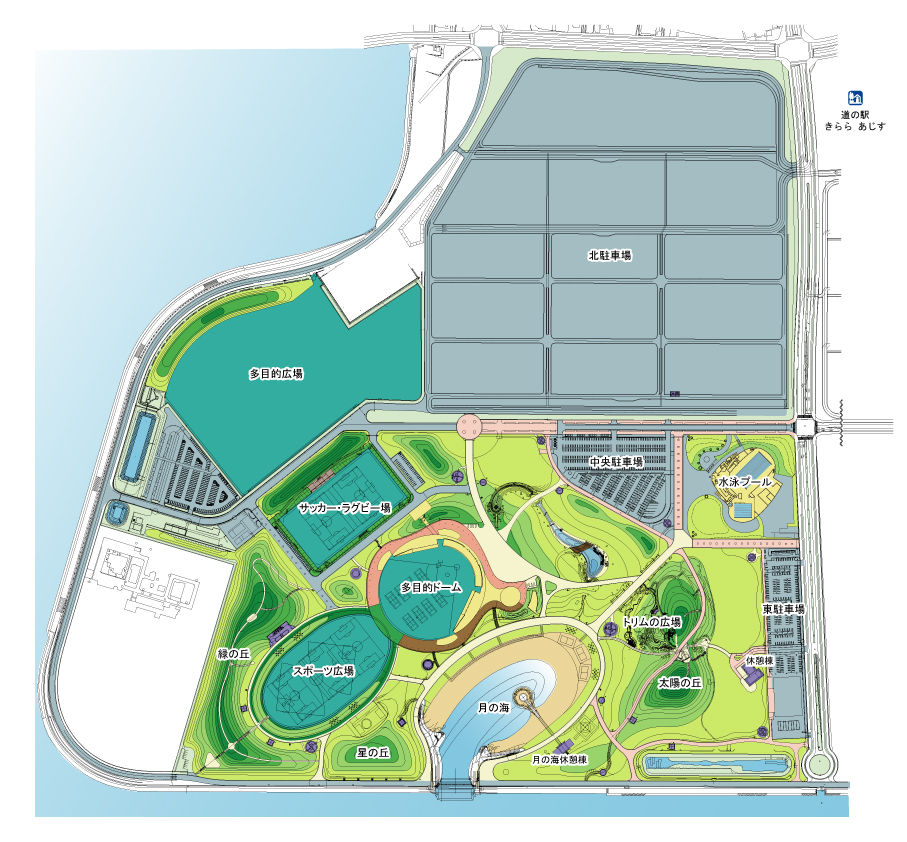 道の駅
きらら あじす
北駐車場
多目的広場
中央駐車場
水泳プール
サッカー・ラグビー場
多目的ドーム
東駐車場
トリムの広場
緑の丘
休憩棟
スポーツ広場
太陽の丘
月の海
星の丘
月の海休憩棟